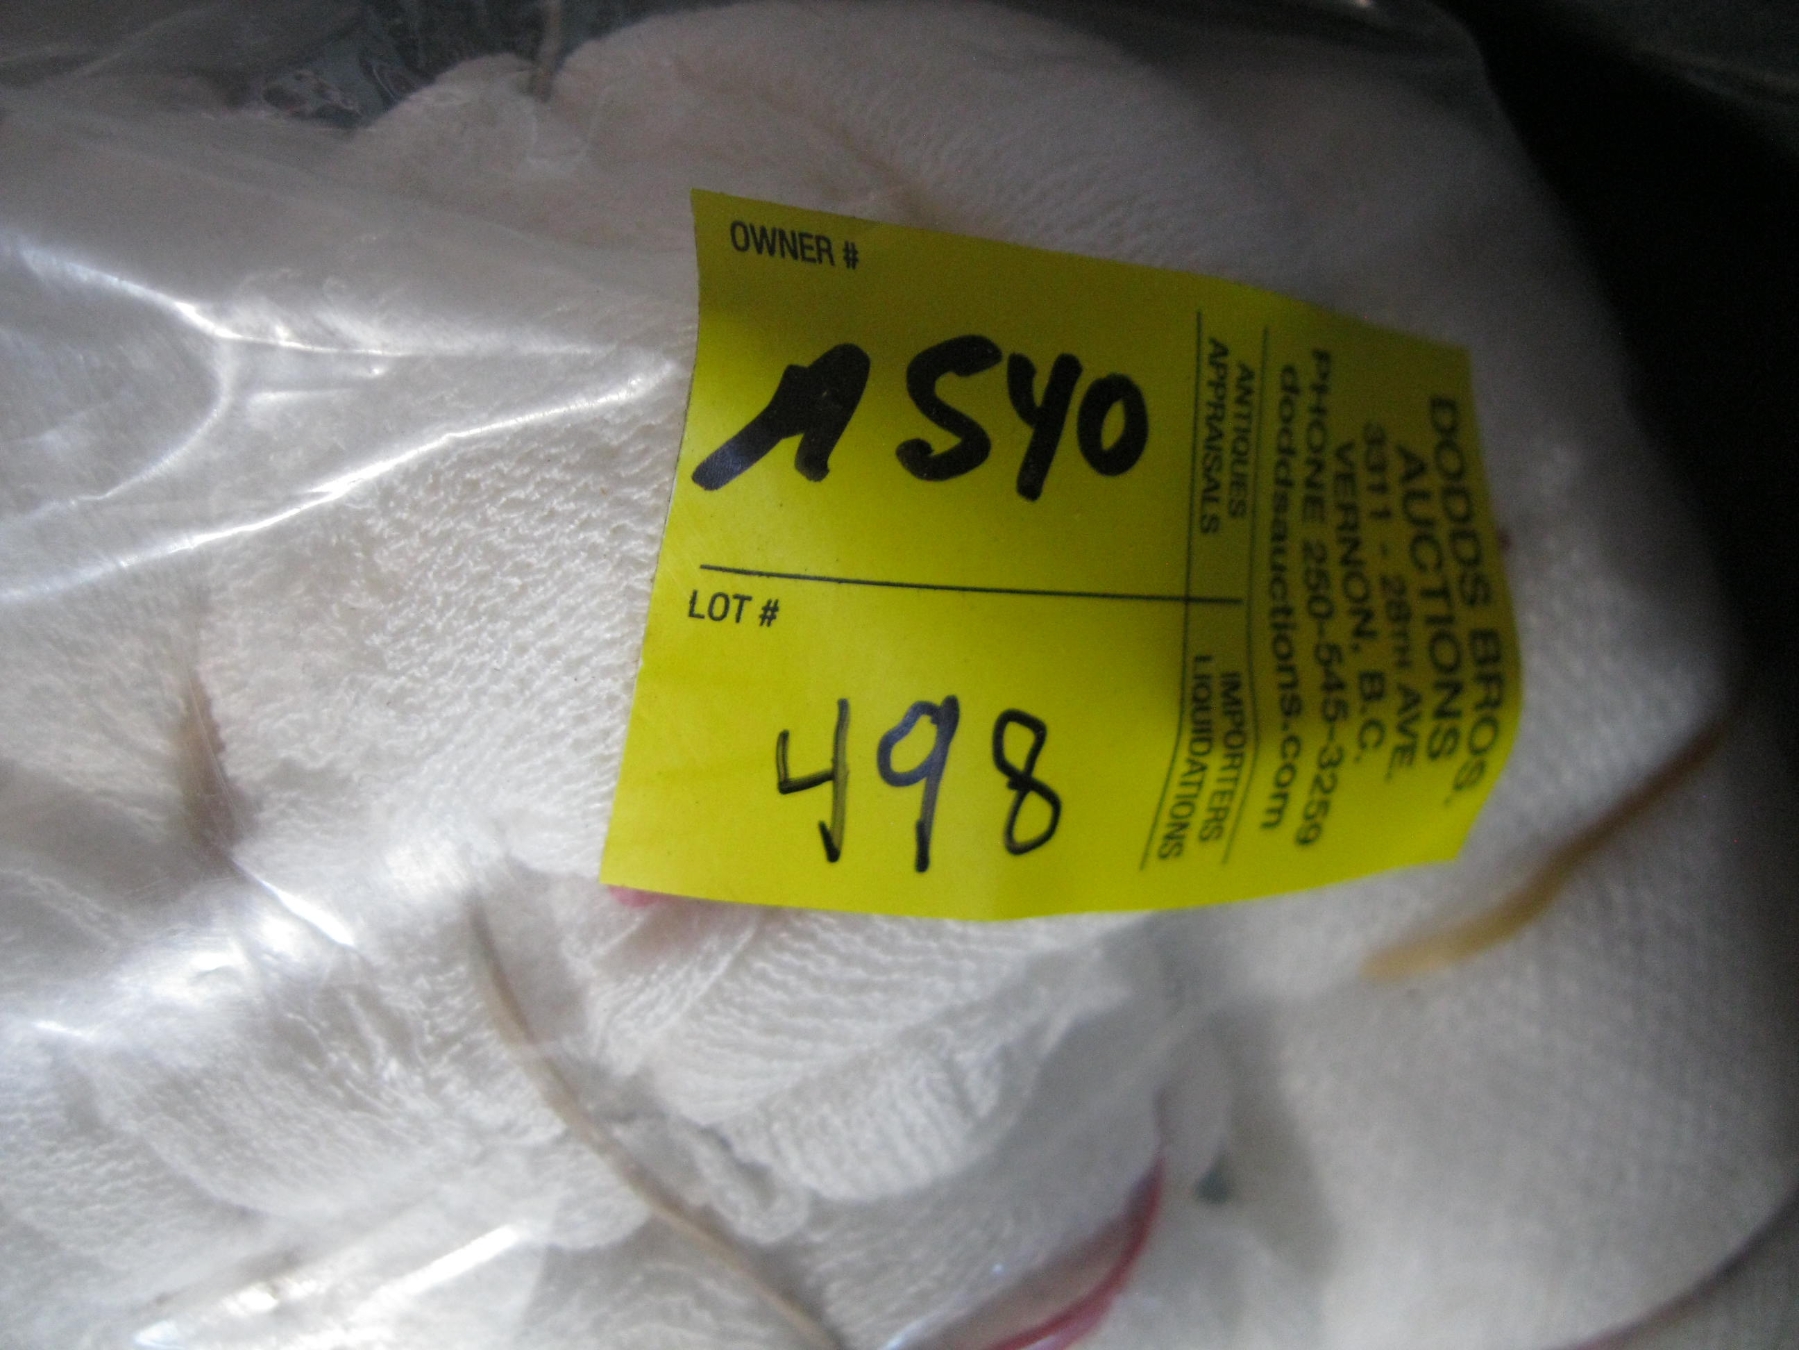 OWNER #
1540
LOT #
498
DODDS BROS.
AUCTIONS
3311 - 28TH AVE.
VERNON, B.C.
PHONE 250-545-3259
doddsauctions.com
ANTIQUES IMPORTERS
APPRAISALS LIQUIDATIONS